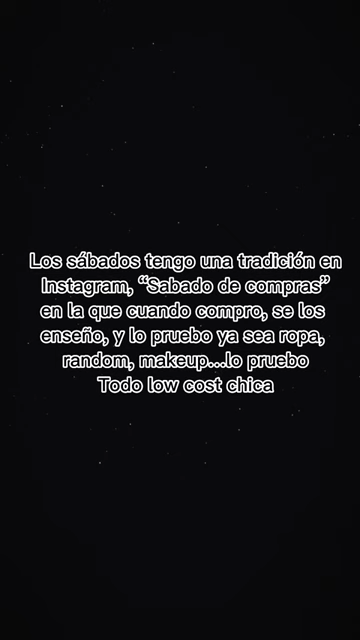 Los sábados tengo una tradición en
Instagram, “Sabado de compras”
en la que cuando compro, se los
enseño, y lo pruebo ya sea ropa,
random, makeup...lo pruebo
Todo low cost chica